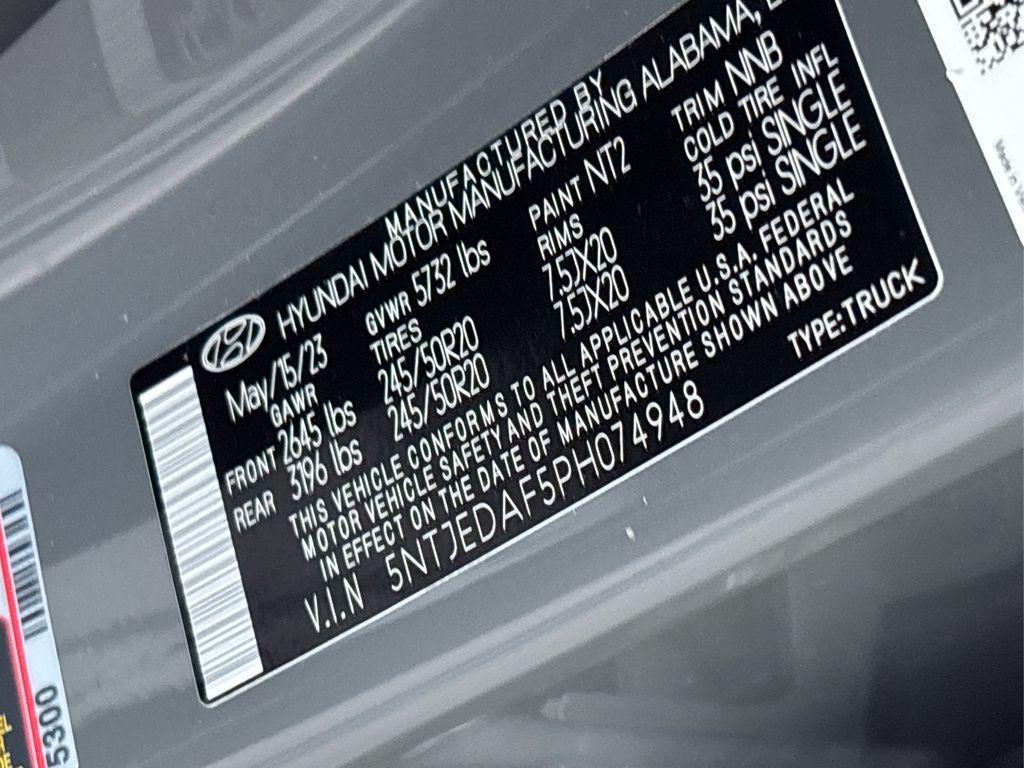 MANUFACTURED BY
HYUNDAI MOTOR MANUFACTURING ALABAMA,
May/15/23 GVWR 5732 lbs PAINT NT2 TRIM NNB
GAWR TIRES RIMS COLD TIRE INFL
FRONT 2645 lbs 245/50R20 7.5JX20 35 psi SINGLE
REAR 3196 lbs 245/50R20 7.5JX20 35 psi SINGLE
THIS VEHICLE CONFORMS TO ALL APPLICABLE U.S.A. FEDERAL
MOTOR VEHICLE SAFETY AND THEFT PREVENTION STANDARDS
IN EFFECT ON THE DATE OF MANUFACTURE SHOWN ABOVE
V.I.N 5NTJEDAF5PH074948 TYPE:TRUCK
5300
Made in